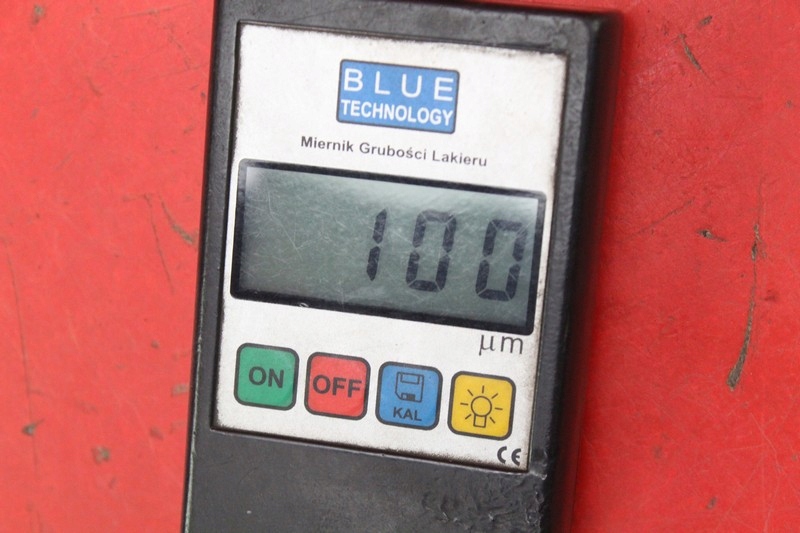 BLUE
TECHNOLOGY
Miernik Grubości Lakieru
100
μm
ON
OFF
KAL
CE